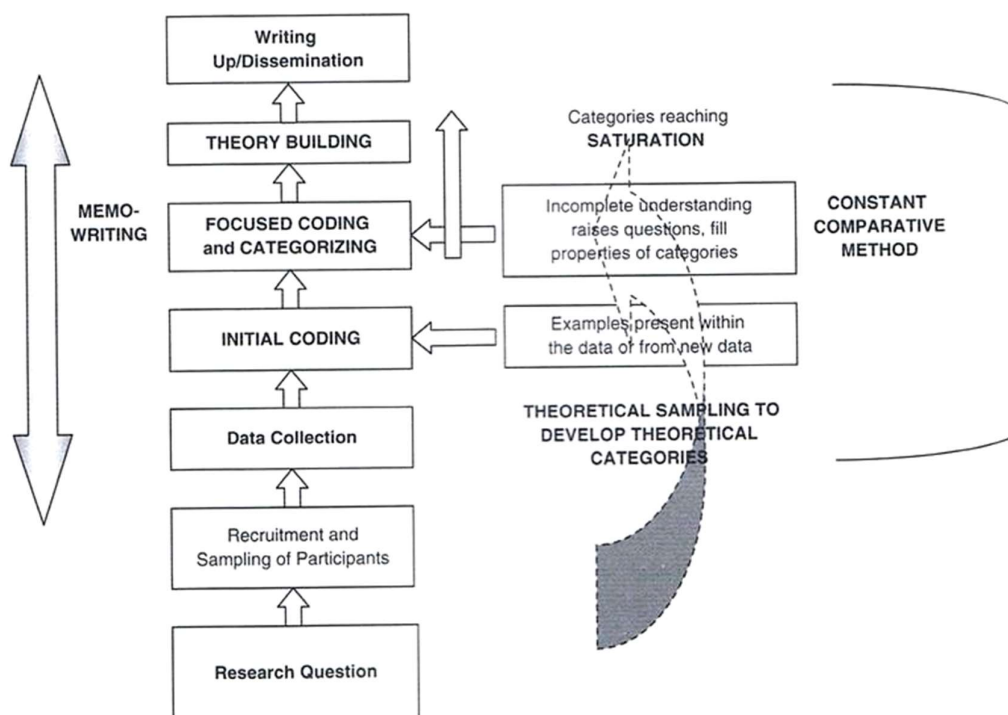 Writing
Up/Dissemination
THEORY BUILDING
MEMO-
WRITING
FOCUSED CODING
and CATEGORIZING
INITIAL CODING
Data Collection
Recruitment and
Sampling of Participants
Research Question
Categories reaching
SATURATION
Incomplete understanding
raises questions, fill
properties of categories
Examples present within
the data or from new data
THEORETICAL SAMPLING TO
DEVELOP THEORETICAL
CATEGORIES
CONSTANT
COMPARATIVE
METHOD